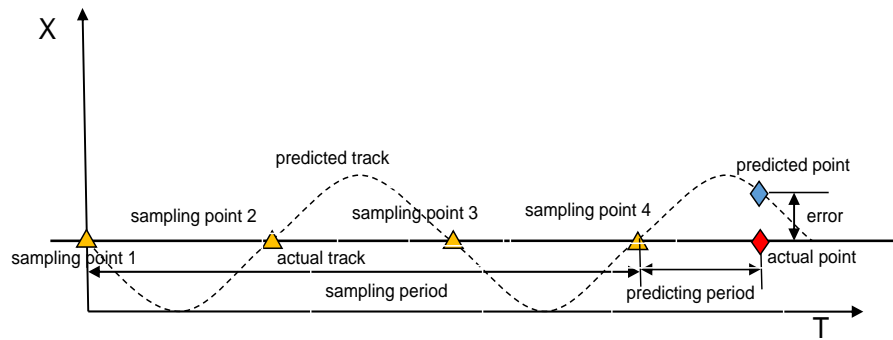 X
predicted track
predicted point
sampling point 2
sampling point 3
sampling point 4
error
sampling point 1
actual track
actual point
sampling period
predicting period
T